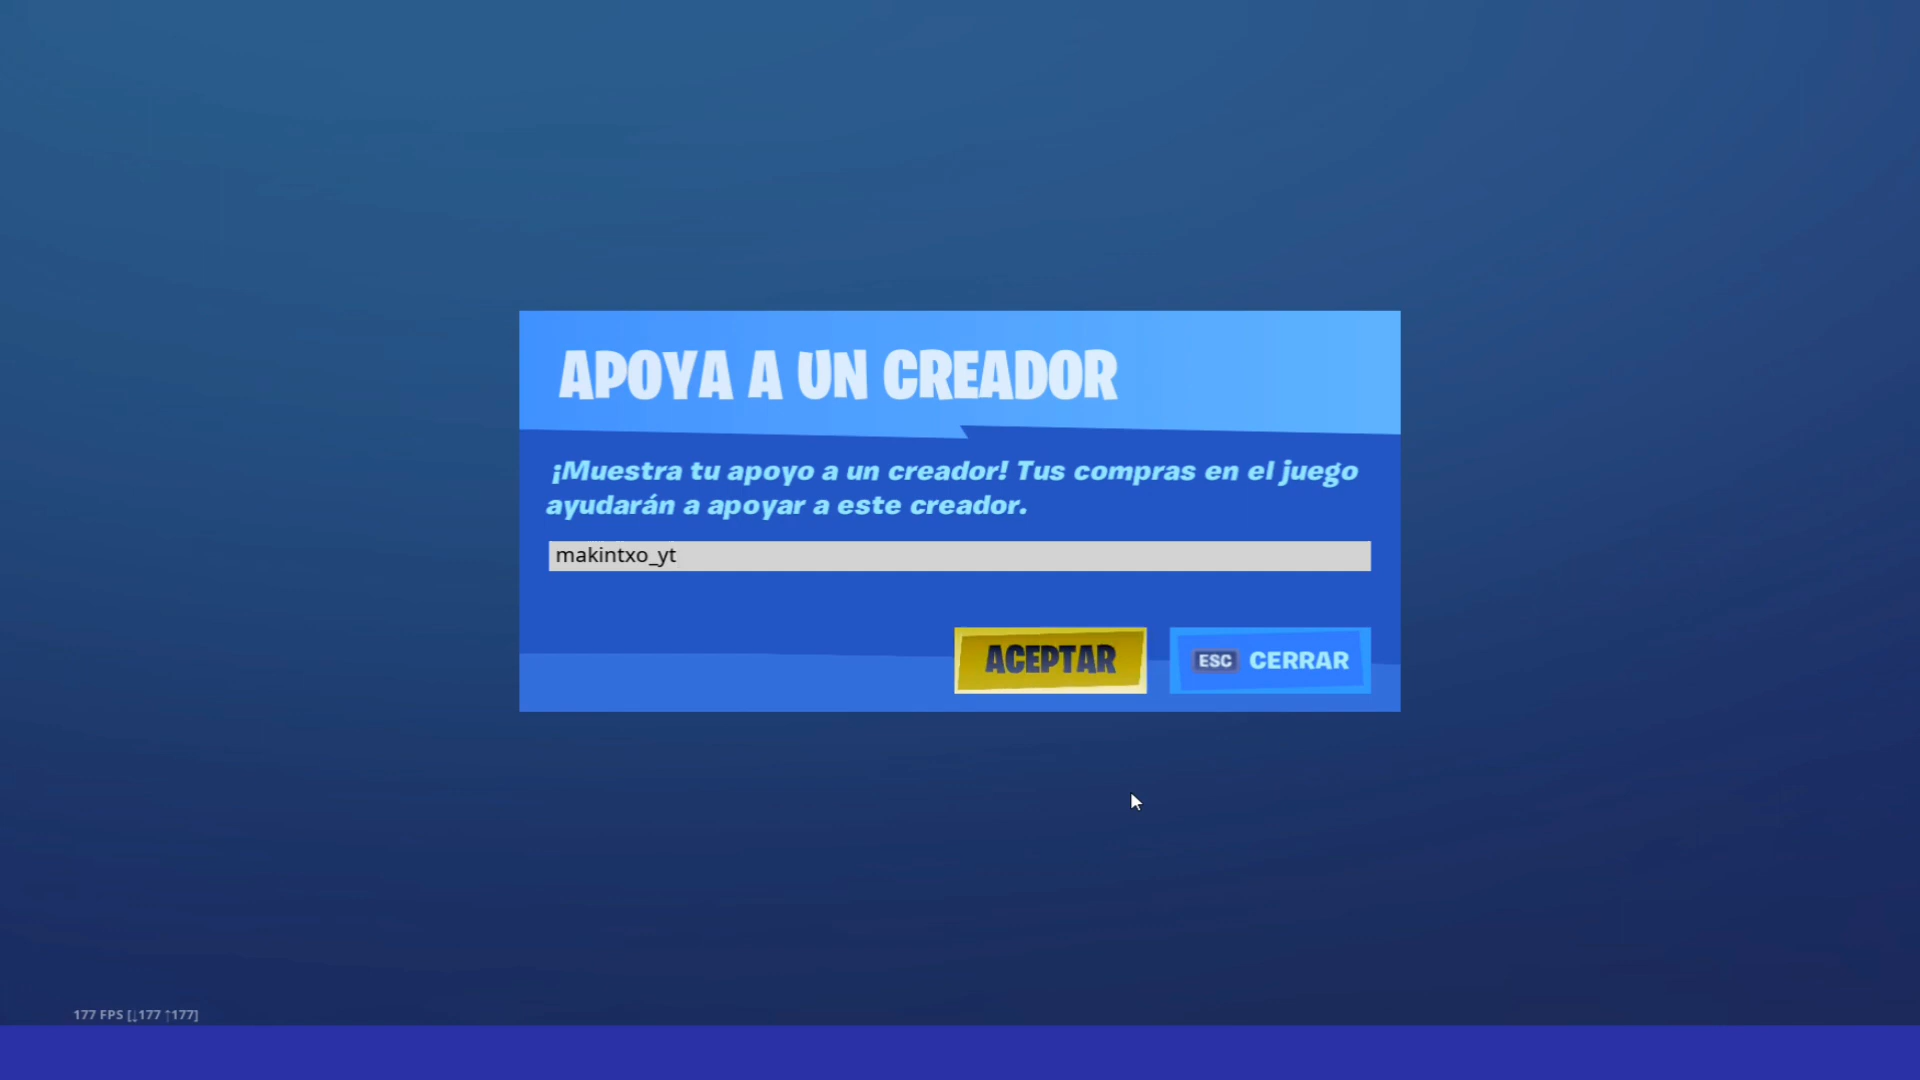 APOYA A UN CREADOR
¡Muestra tu apoyo a un creador! Tus compras en el juego
ayudarán a apoyar a este creador.
makintxo_yt
ACEPTAR
ESC CERRAR
177 FPS [↓177 ↑177]